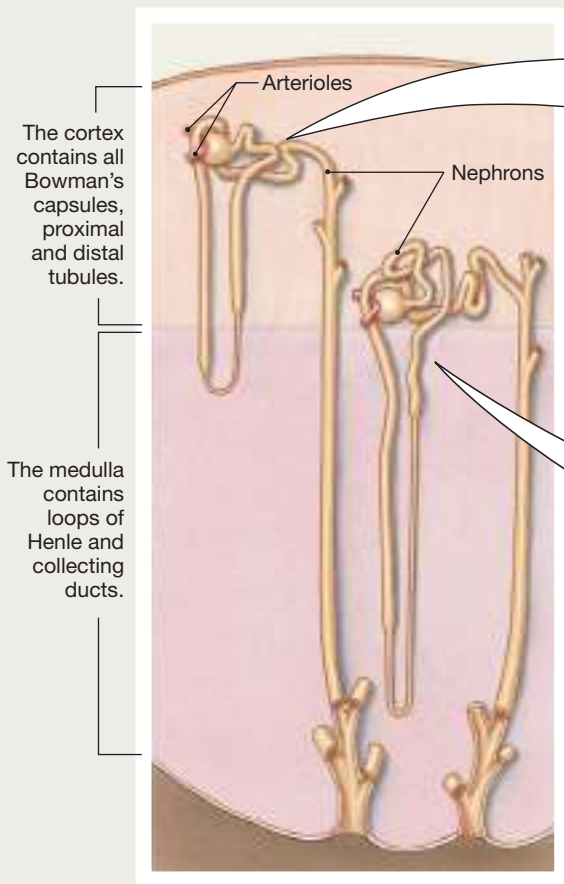 Arterioles
The cortex
contains all
Bowman's
capsules,
proximal
and distal
tubules.
Nephrons
The medulla
contains
loops of
Henle and
collecting
ducts.